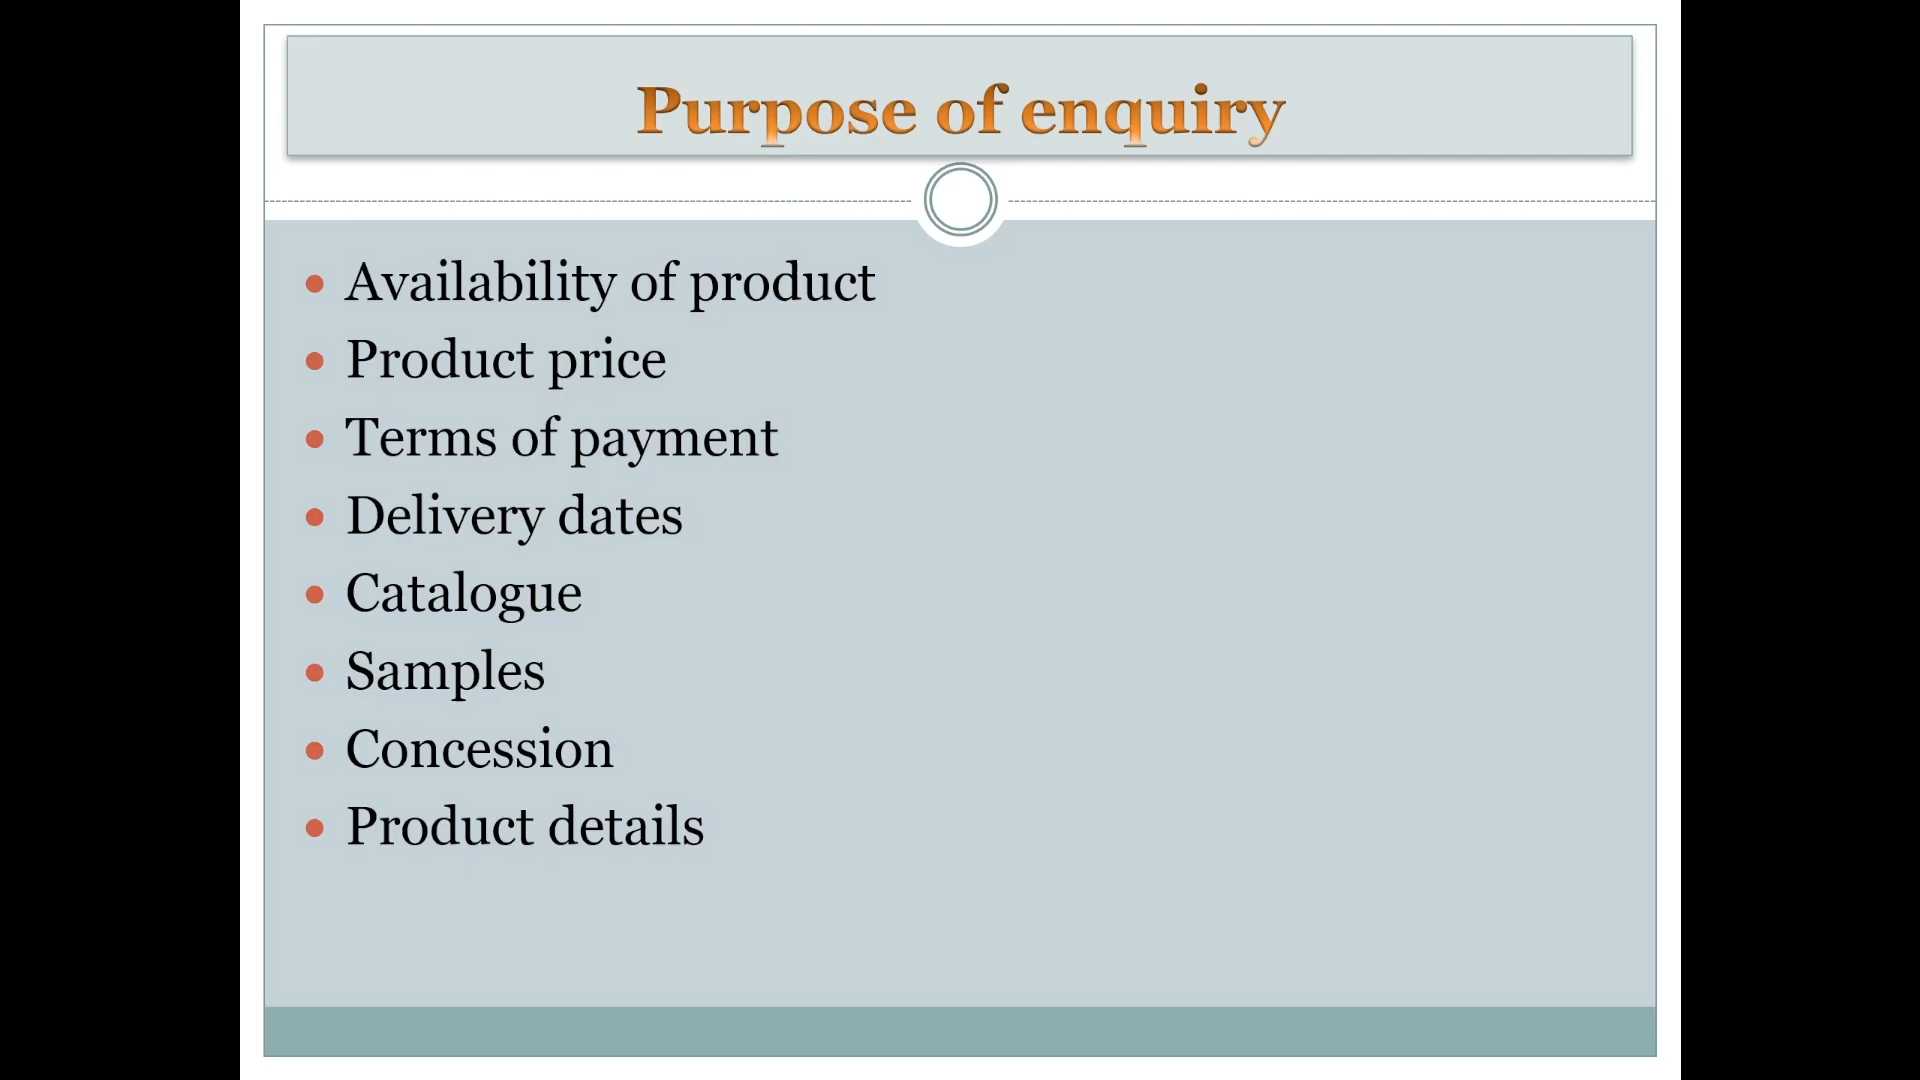 Purpose of enquiry
• Availability of product
• Product price
• Terms of payment
• Delivery dates
• Catalogue
• Samples
• Concession
• Product details